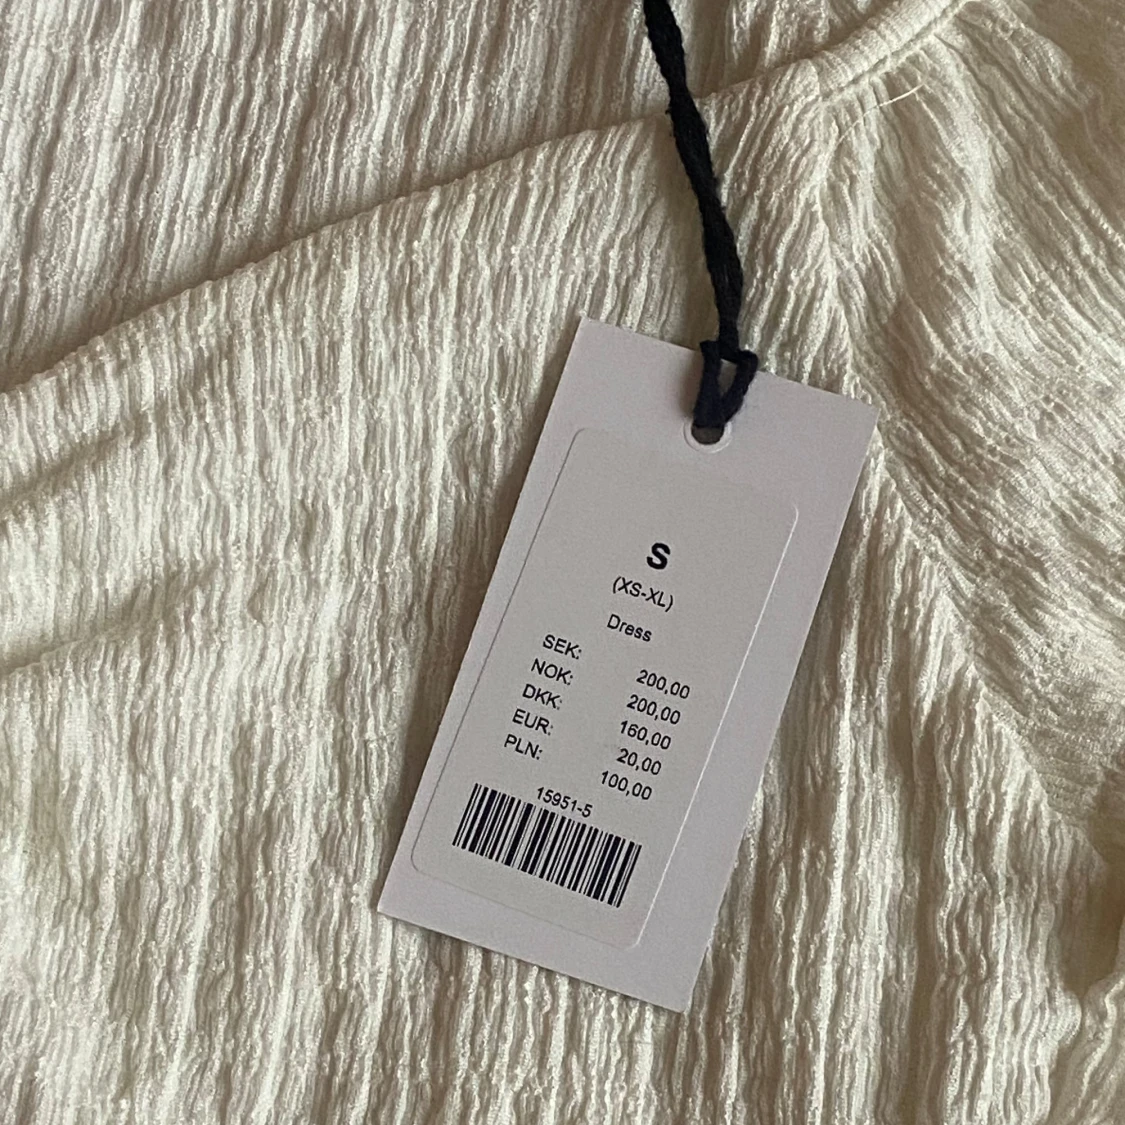 S
(XS-XL)
Dress
SEK: 200,00
NOK: 200,00
DKK: 160,00
EUR: 20,00
PLN: 100,00
15951-5